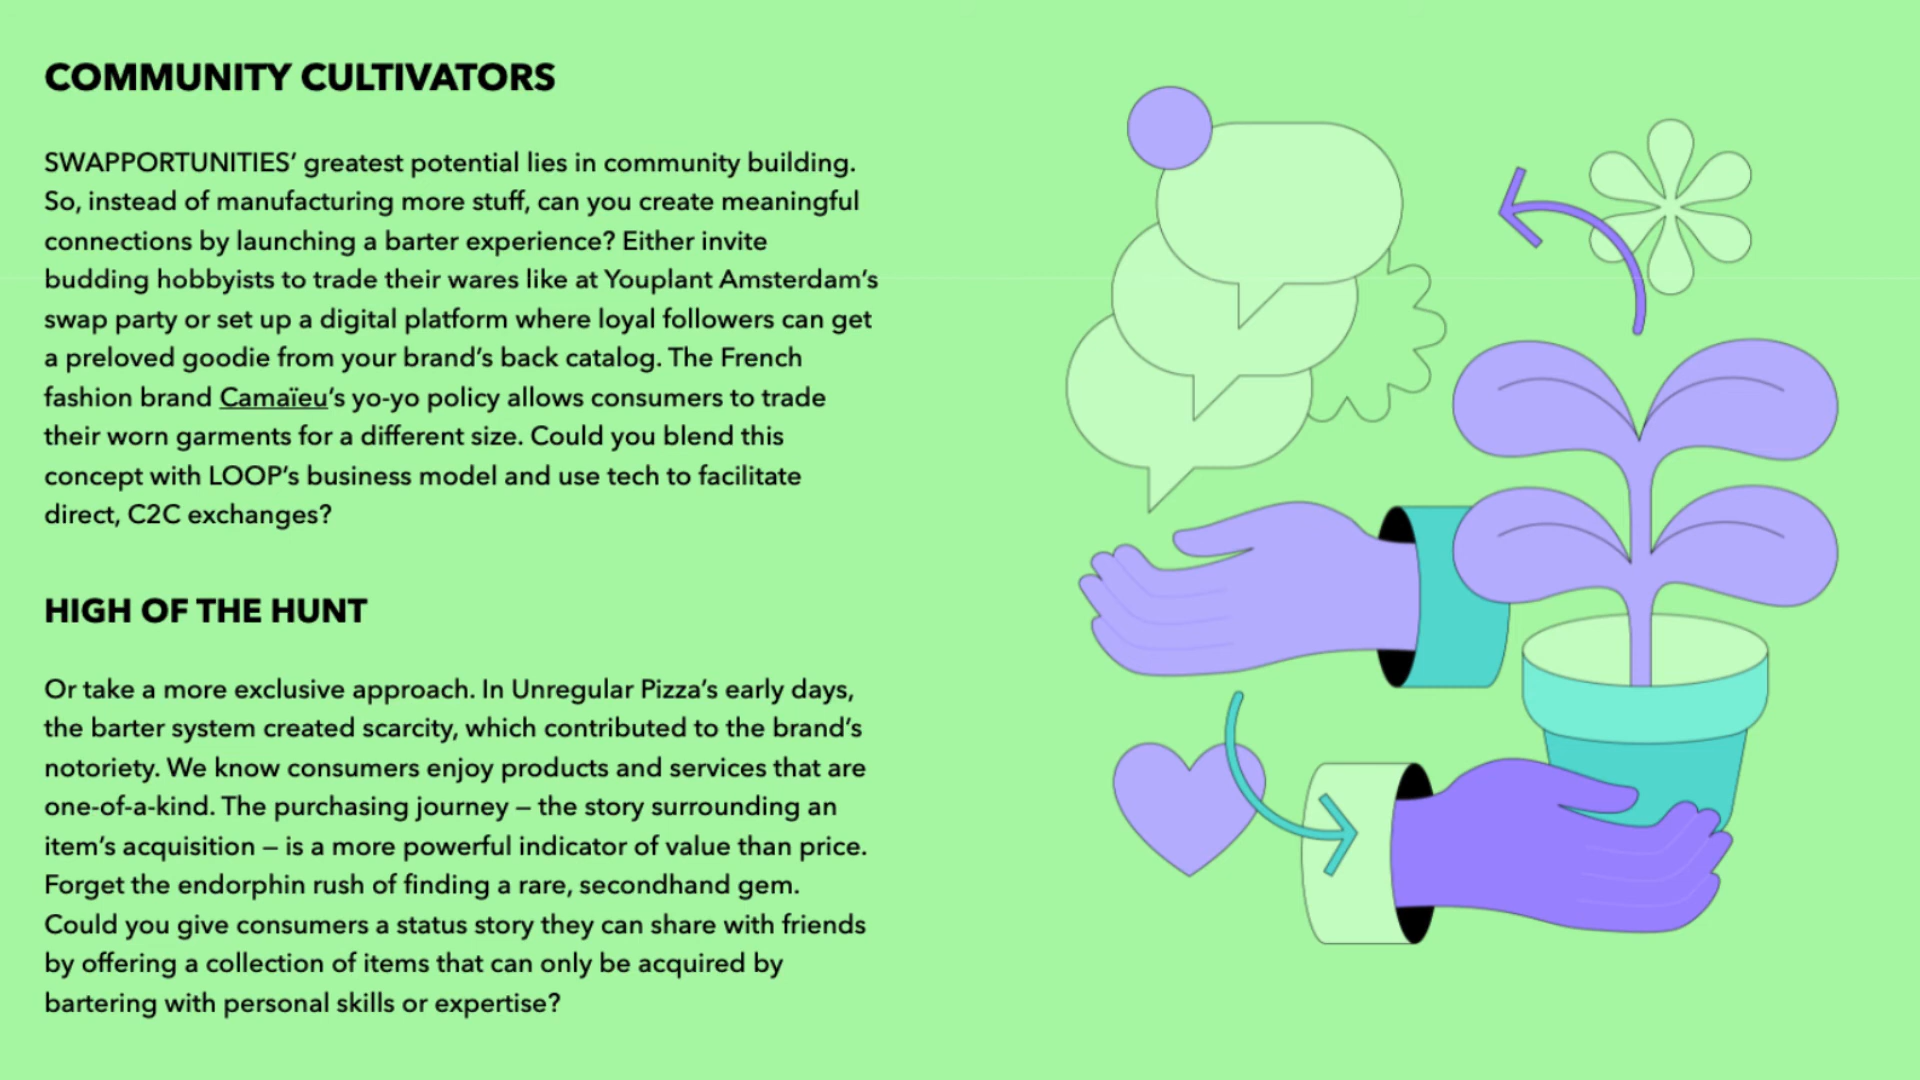 COMMUNITY CULTIVATORS
SWAPPORTUNITIES’ greatest potential lies in community building.
So, instead of manufacturing more stuff, can you create meaningful
connections by launching a barter experience? Either invite
budding hobbyists to trade their wares like at Youplant Amsterdam’s
swap party or set up a digital platform where loyal followers can get
a preloved goodie from your brand’s back catalog. The French
fashion brand Camaïeu’s yo-yo policy allows consumers to trade
their worn garments for a different size. Could you blend this
concept with LOOP’s business model and use tech to facilitate
direct, C2C exchanges?
HIGH OF THE HUNT
Or take a more exclusive approach. In Unregular Pizza’s early days,
the barter system created scarcity, which contributed to the brand’s
notoriety. We know consumers enjoy products and services that are
one-of-a-kind. The purchasing journey – the story surrounding an
item’s acquisition – is a more powerful indicator of value than price.
Forget the endorphin rush of finding a rare, secondhand gem.
Could you give consumers a status story they can share with friends
by offering a collection of items that can only be acquired by
bartering with personal skills or expertise?